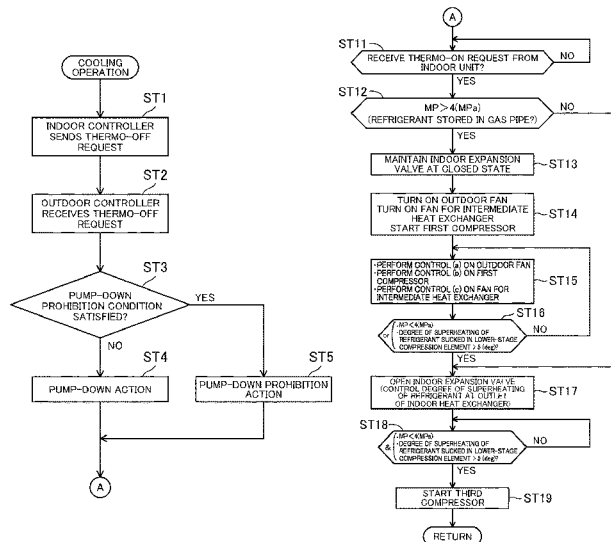 COOLING
OPERATION
ST1
INDOOR CONTROLLER
SENDS THERMO-OFF
REQUEST
ST2
OUTDOOR CONTROLLER
RECEIVES THERMO-OFF
REQUEST
ST3
PUMP-DOWN
PROHIBITION CONDITION
SATISFIED?
YES
NO
ST4
PUMP-DOWN ACTION
ST5
PUMP-DOWN PROHIBITION
ACTION
A
A
ST11
RECEIVE THERMO-ON REQUEST FROM
INDOOR UNIT?
NO
YES
ST12
MP>4(MPa)
(REFRIGERANT STORED IN GAS PIPE?)
NO
YES
MAINTAIN INDOOR EXPANSION
VALVE AT CLOSED STATE
ST13
TURN ON OUTDOOR FAN
TURN ON FAN FOR INTERMEDIATE
HEAT EXCHANGER
START FIRST COMPRESSOR
ST14
・PERFORM CONTROL (a) ON OUTDOOR FAN
・PERFORM CONTROL (b) ON FIRST
COMPRESSOR
・PERFORM CONTROL (c) ON FAN FOR
INTERMEDIATE HEAT EXCHANGER
ST15
ST16
or
・MP<4(MPa)
・DEGREE OF SUPERHEATING OF
REFRIGERANT SUCKED IN LOWER-STAGE
COMPRESSION ELEMENT>5(deg)?
NO
YES
OPEN INDOOR EXPANSION VALVE
(CONTROL DEGREE OF SUPERHEATING
OF REFRIGERANT AT OUTLET
OF INDOOR HEAT EXCHANGER)
ST17
ST18
&
・MP<4(MPa)
・DEGREE OF SUPERHEATING OF
REFRIGERANT SUCKED IN LOWER-STAGE
COMPRESSION ELEMENT>5(deg)?
NO
YES
START THIRD
COMPRESSOR
ST19
RETURN